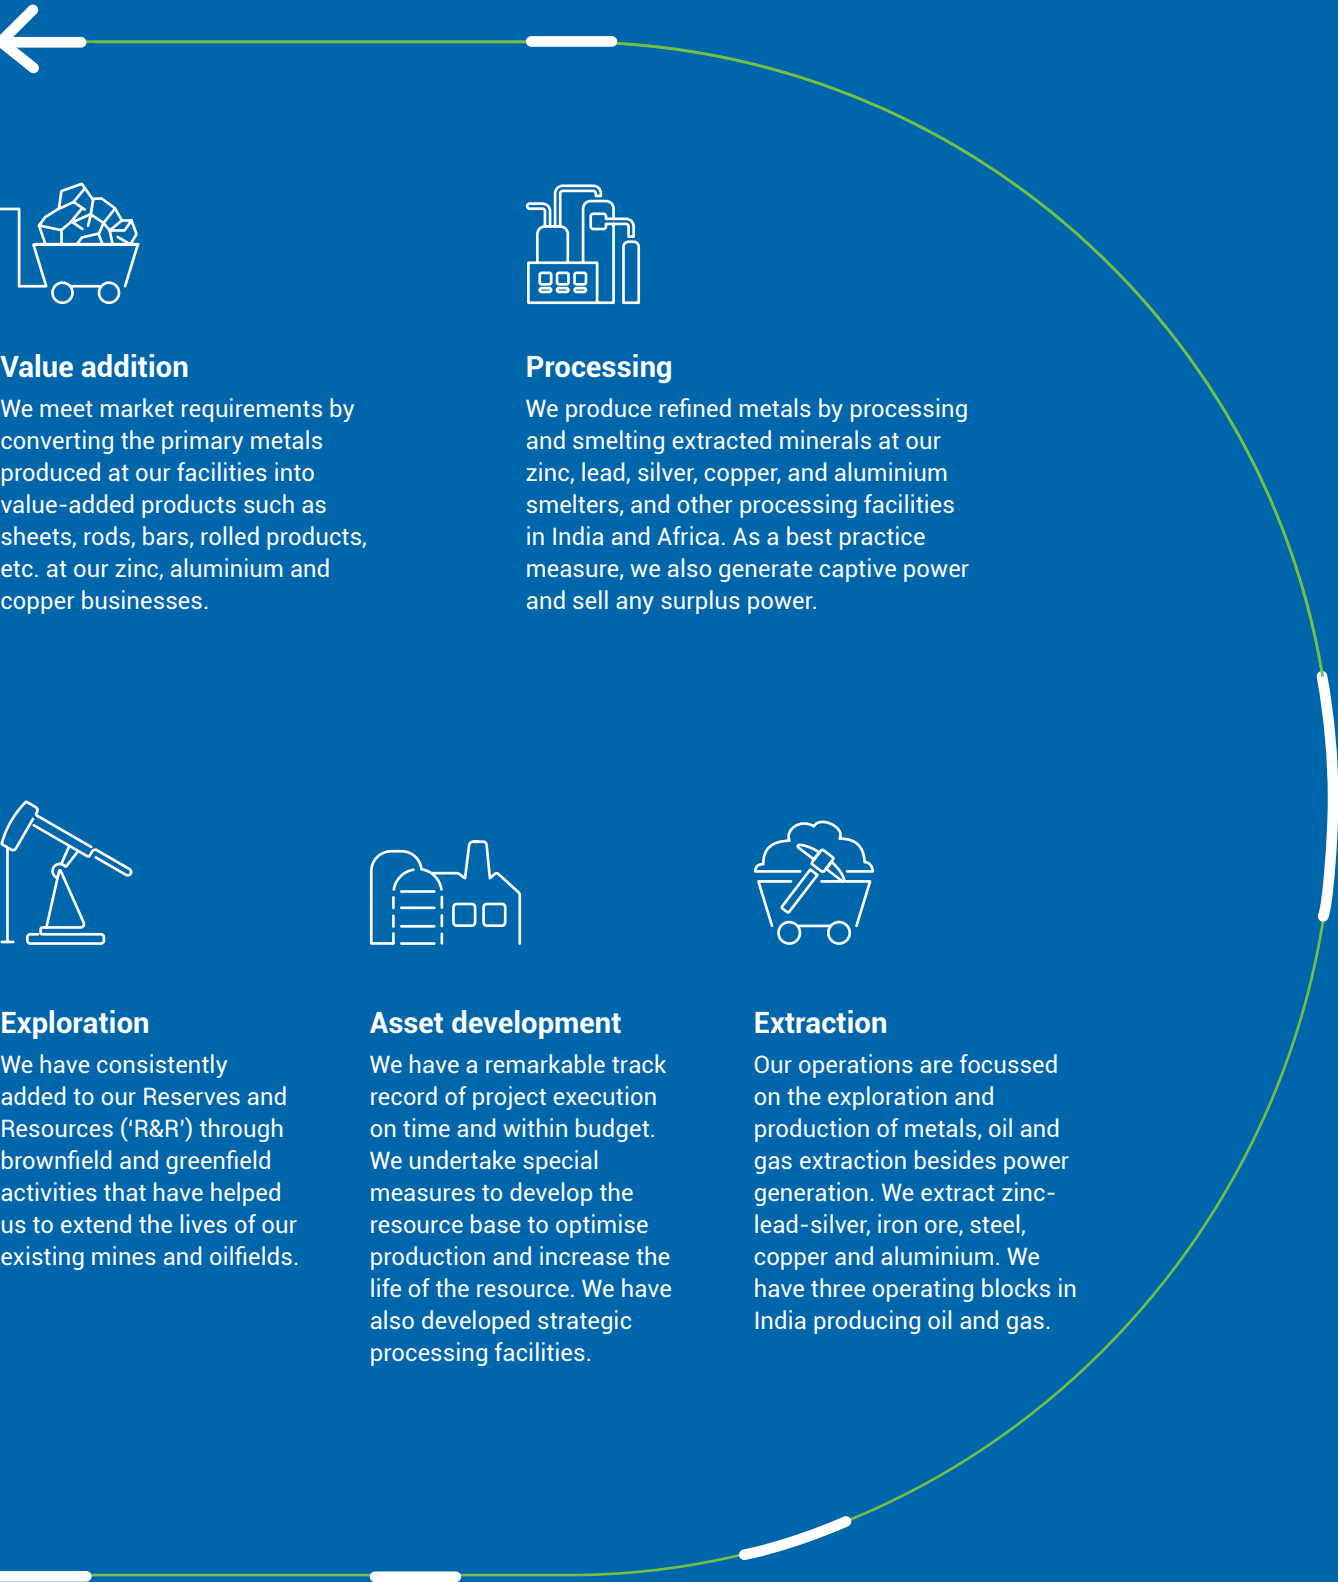 Value addition
We meet market requirements by
converting the primary metals
produced at our facilities into
value-added products such as
sheets, rods, bars, rolled products,
etc. at our zinc, aluminium and
copper businesses.
Processing
We produce refined metals by processing
and smelting extracted minerals at our
zinc, lead, silver, copper, and aluminium
smelters, and other processing facilities
in India and Africa. As a best practice
measure, we also generate captive power
and sell any surplus power.
Exploration
We have consistently
added to our Reserves and
Resources (‘R&R’) through
brownfield and greenfield
activities that have helped
us to extend the lives of our
existing mines and oilfields.
Asset development
We have a remarkable track
record of project execution
on time and within budget.
We undertake special
measures to develop the
resource base to optimise
production and increase the
life of the resource. We have
also developed strategic
processing facilities.
Extraction
Our operations are focussed
on the exploration and
production of metals, oil and
gas extraction besides power
generation. We extract zinc-
lead-silver, iron ore, steel,
copper and aluminium. We
have three operating blocks in
India producing oil and gas.